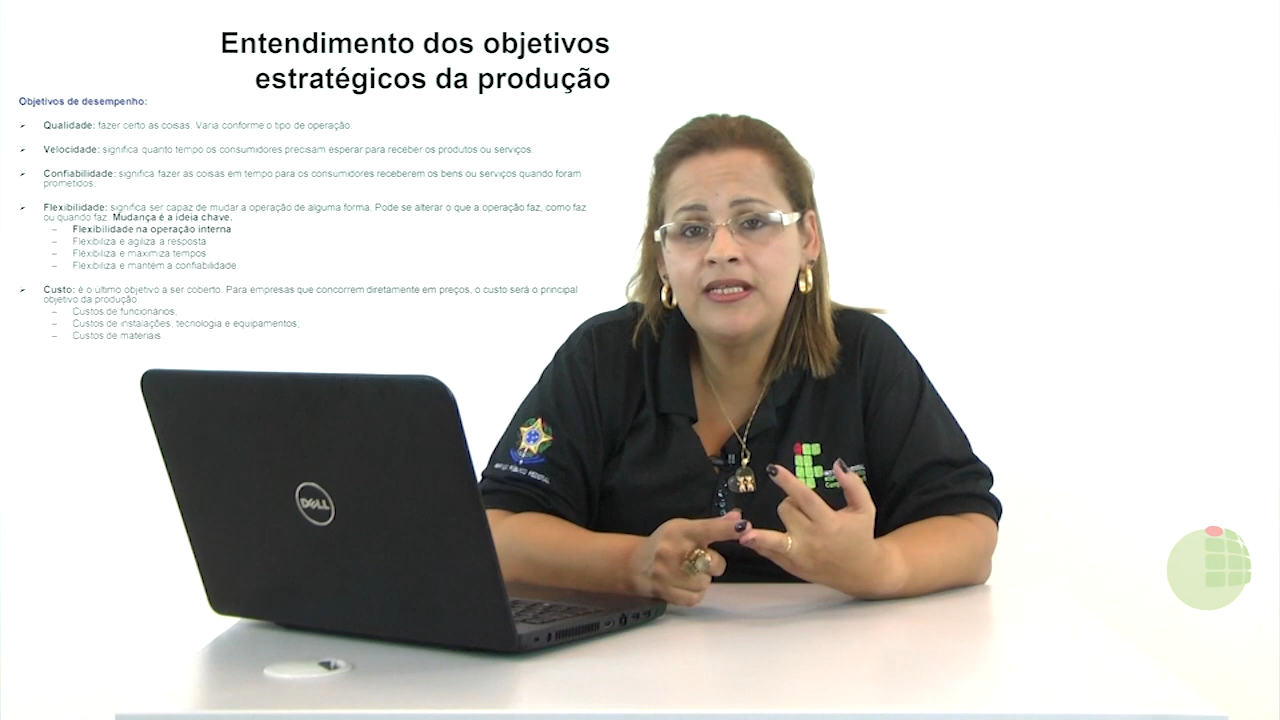 Entendimento dos objetivos
estratégicos da produção
Objetivos de desempenho:
➢ Qualidade: fazer certo as coisas. Varia conforme o tipo de operação.
➢ Velocidade: significa quanto tempo os consumidores precisam esperar para receber os produtos ou serviços.
➢ Confiabilidade: significa fazer as coisas em tempo para os consumidores receberem os bens ou serviços quando foram
prometidos.
➢ Flexibilidade: significa ser capaz de mudar a operação de alguma forma. Pode se alterar o que a operação faz, como faz
ou quando faz. Mudança é a ideia chave.
– Flexibilidade na operação interna
– Flexibiliza e agiliza a resposta
– Flexibiliza e maximiza tempos
– Flexibiliza e mantém a confiabilidade
➢ Custo: é o último objetivo a ser coberto. Para empresas que concorrem diretamente em preços, o custo será o principal
objetivo da produção
– Custos de funcionários;
– Custos de instalações, tecnologia e equipamentos;
– Custos de materiais.
DELL
PÚBLICO FEDERAL